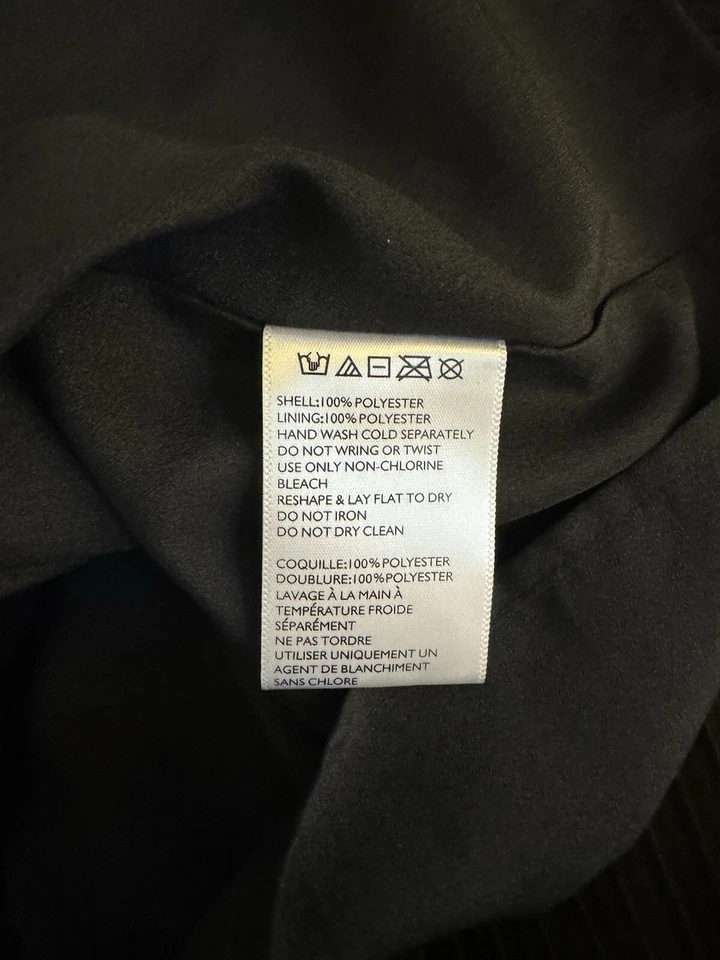 SHELL:100% POLYESTER
LINING:100% POLYESTER
HAND WASH COLD SEPARATELY
DO NOT WRING OR TWIST
USE ONLY NON-CHLORINE
BLEACH
RESHAPE & LAY FLAT TO DRY
DO NOT IRON
DO NOT DRY CLEAN
COQUILLE:100% POLYESTER
DOUBLURE:100%POLYESTER
LAVAGE À LA MAIN À
TEMPÉRATURE FROIDE
SÉPARÉMENT
NE PAS TORDRE
UTILISER UNIQUEMENT UN
AGENT DE BLANCHIMENT
SANS CHLORE